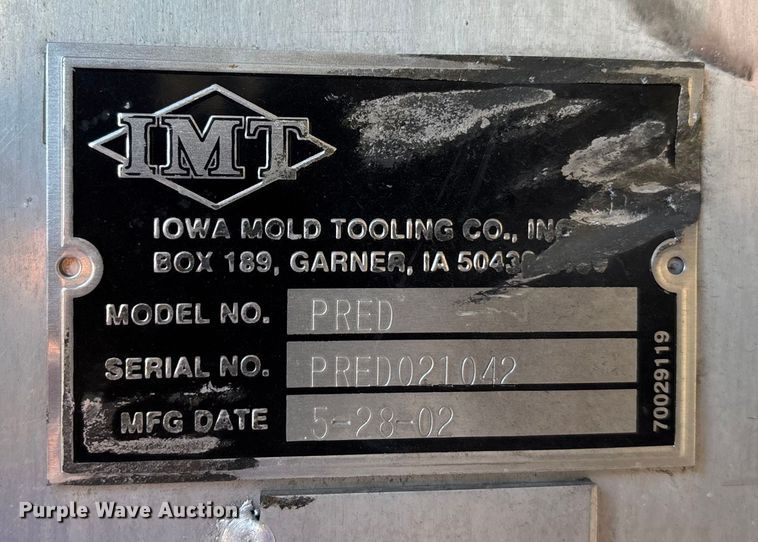 IMT
IOWA MOLD TOOLING CO., INC
BOX 189, GARNER, IA
MODEL NO. PRED
SERIAL NO. PRED021042
MFG DATE 5-28-02
70029119
Purple Wave Auction